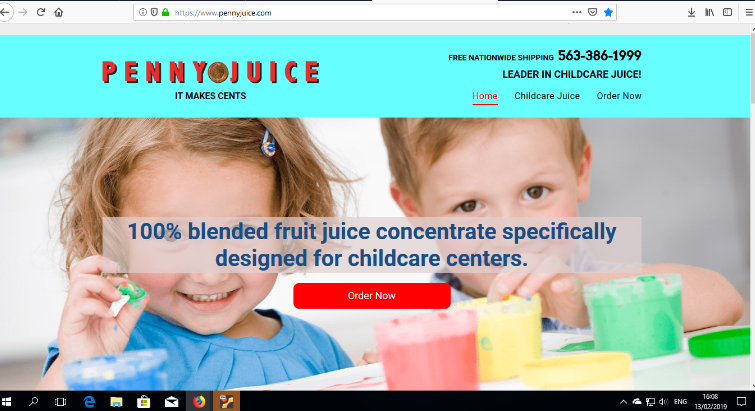 https://www.pennyjuice.com
PENNY JUICE
IT MAKES CENTS
FREE NATIONWIDE SHIPPING 563-386-1999
LEADER IN CHILDCARE JUICE!
Home Childcare Juice Order Now
100% blended fruit juice concentrate specifically
designed for childcare centers.
Order Now
ENG
16:08
13/02/2019